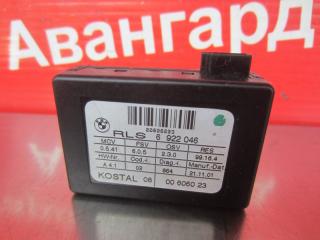 Авангард
22606223
RLS 6 922 046
MCV FSV OSV RES
0.5.41 6.0.5 2.3.0 99.16.4
HW-Nr. Cod.-I. Diag.-I. Manuf.-Dat
A 4.1 02 864 21.11.01
KOSTAL 06 00 6060 23